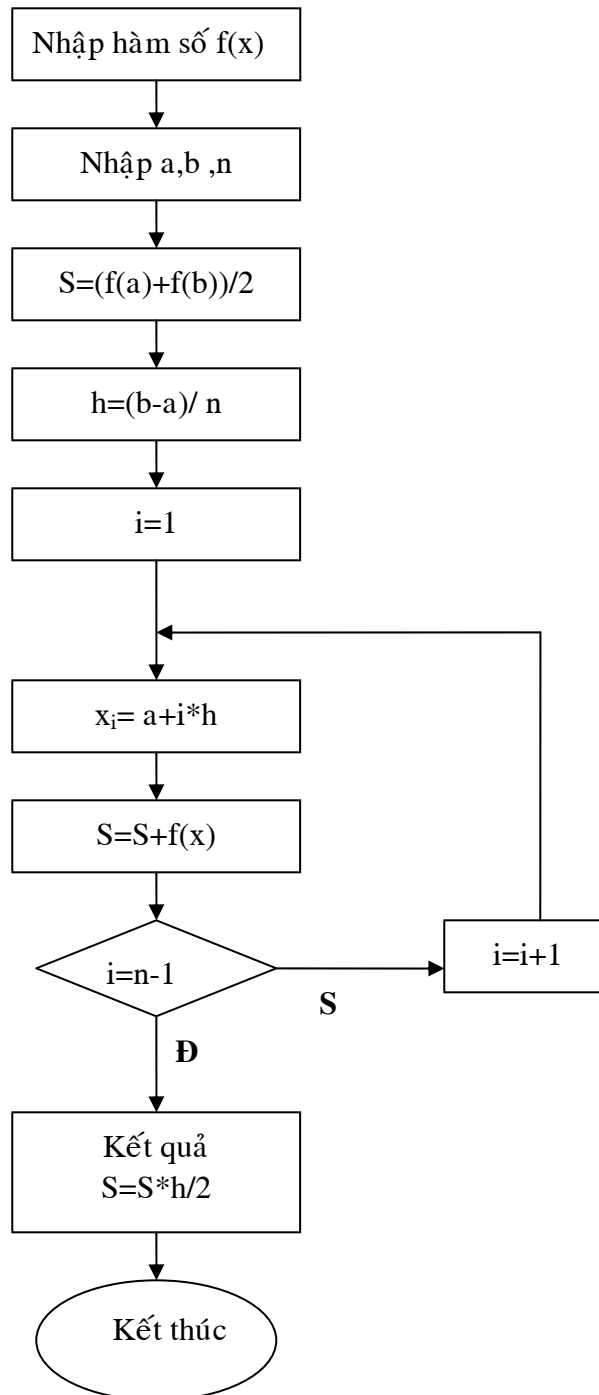 Nhập hàm số f(x)
Nhập a,b ,n
S=(f(a)+f(b))/2
h=(b-a)/ n
i=1
xᵢ= a+i*h
S=S+f(x)
i=n-1
i=i+1
S
Đ
Kết quả
S=S*h/2
Kết thúc